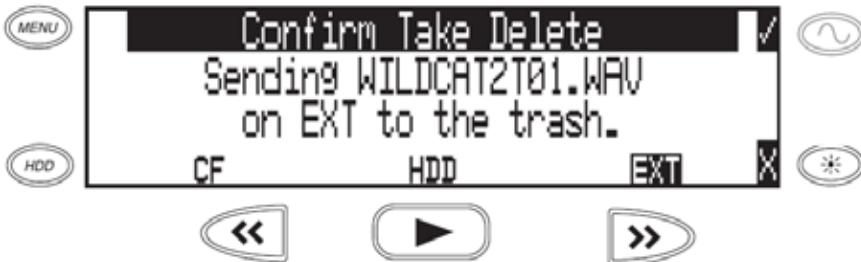 MENU
Confirm Take Delete
Sending WILDCAT2T01.WAV
on EXT to the trash.
HDD
CF HDD EXT X